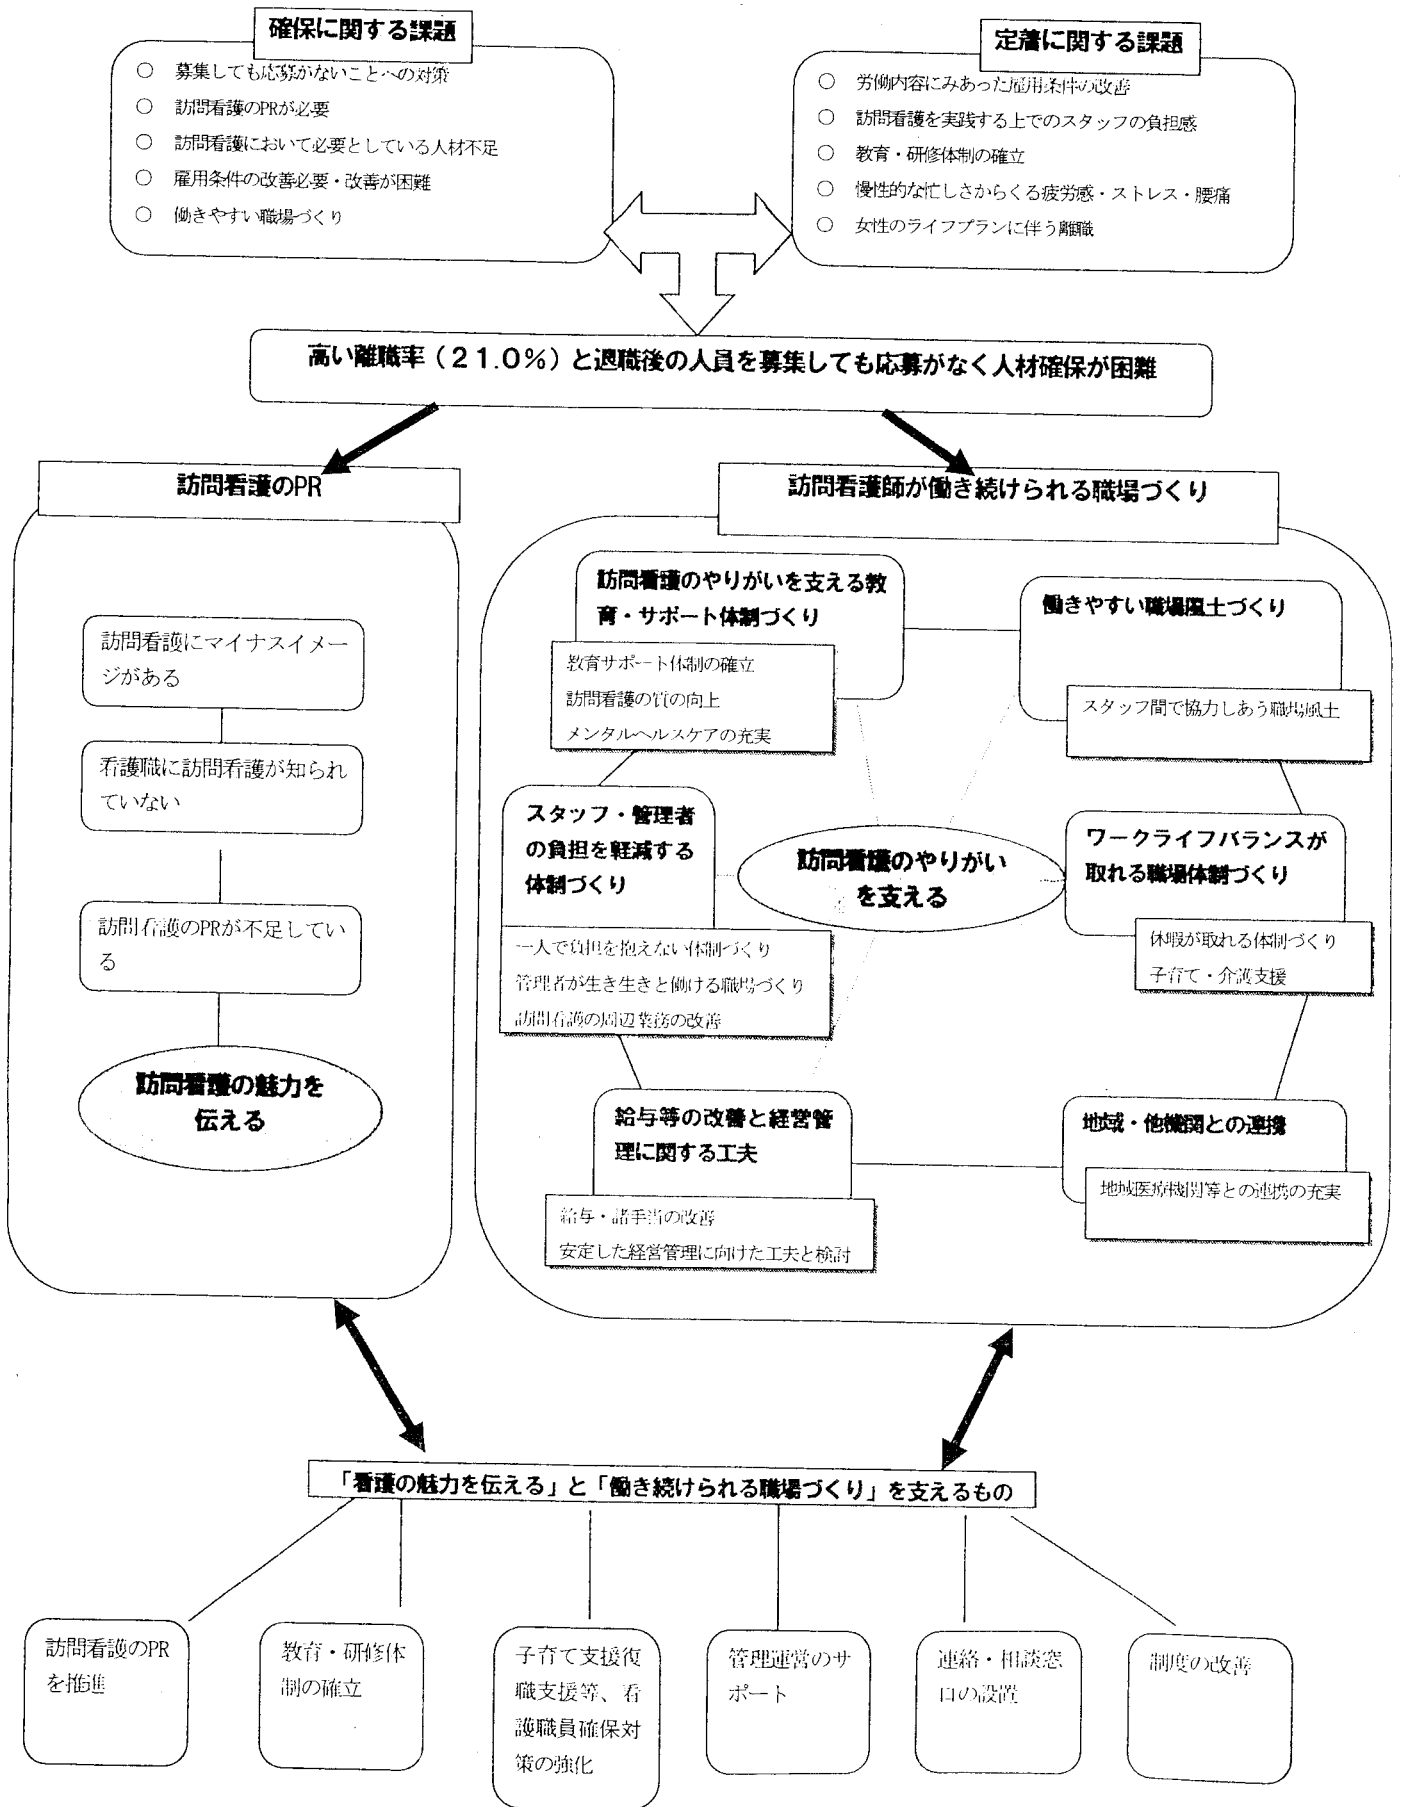 確保に関する課題
○ 募集しても応募がないことへの対策
○ 訪問看護のPRが必要
○ 訪問看護において必要としている人材不足
○ 雇用条件の改善必要・改善が困難
○ 働きやすい職場づくり
定着に関する課題
○ 労働内容にみあった雇用条件の改善
○ 訪問看護を実践する上でのスタッフの負担感
○ 教育・研修体制の確立
○ 慢性的な忙しさからくる疲労感・ストレス・腰痛
○ 女性のライフプランに伴う離職
高い離職率（21.0%）と退職後の人員を募集しても応募がなく人材確保が困難
訪問看護のPR
訪問看護にマイナスイメー
ジがある
看護職に訪問看護が知られ
ていない
訪問看護のPRが不足してい
る
訪問看護の魅力を
伝える
訪問看護師が働き続けられる職場づくり
訪問看護のやりがいを支える教
育・サポート体制づくり
教育サポート体制の確立
訪問看護の質の向上
メンタルヘルスケアの充実
働きやすい職場風土づくり
スタッフ間で協力しあう職場風土
スタッフ・管理者
の負担を軽減する
体制づくり
一人で負担を抱えない体制づくり
管理者が生き生きと働ける職場づくり
訪問看護の周辺業務の改善
訪問看護のやりがい
を支える
ワークライフバランスが
取れる職場体制づくり
休暇が取れる体制づくり
子育て・介護支援
給与等の改善と経営管
理に関する工夫
給与・諸手当の改善
安定した経営管理に向けた工夫と検討
地域・他機関との連携
地域医療機関等との連携の充実
「看護の魅力を伝える」と「働き続けられる職場づくり」を支えるもの
訪問看護のPR
を推進
教育・研修体
制の確立
子育て支援復
職支援等、看
護職員確保対
策の強化
管理運営のサ
ポート
連絡・相談窓
口の設置
制度の改善